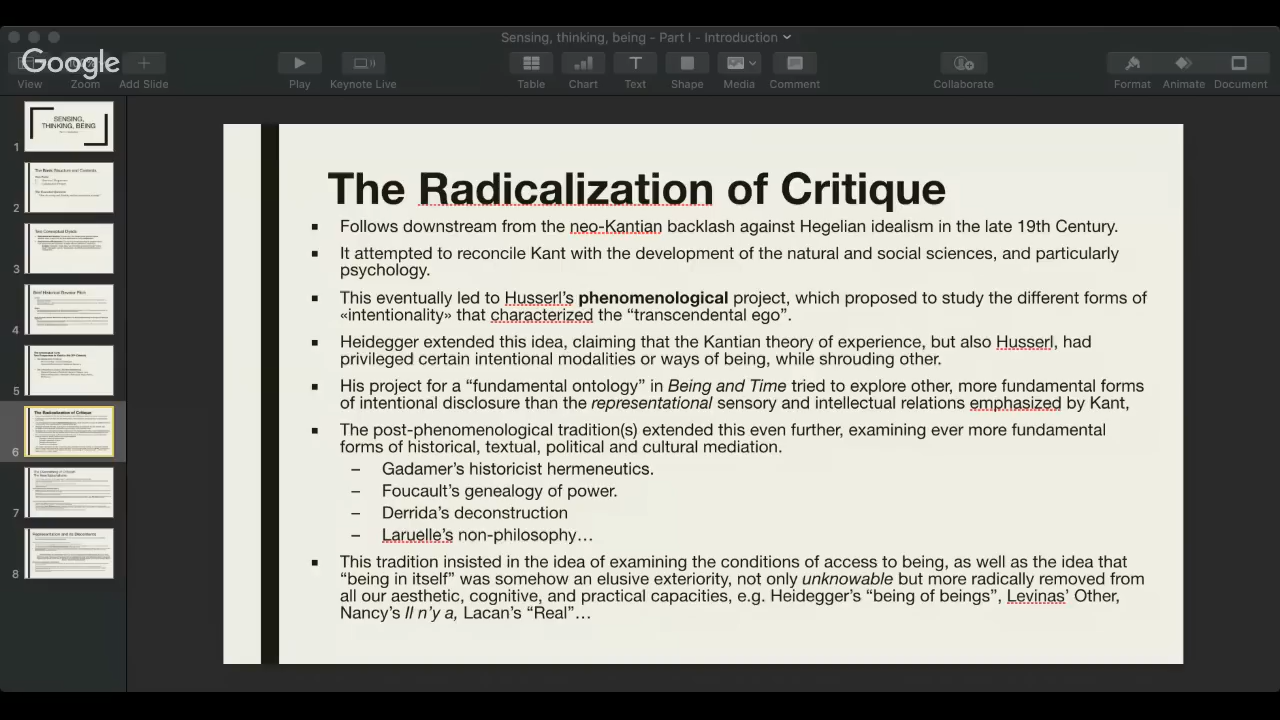 Sensing, thinking, being - Part I - Introduction
Google
View
Zoom
Add Slide
Play
Keynote Live
Table
Chart
Text
Shape
Media
Comment
Collaborate
Format
Animate
Document
SENSING,
THINKING, BEING
1
2
3
4
5
6
7
8
The Radicalization of Critique
▪ Follows downstream from the neo-Kantian backlash against Hegelian idealism in the late 19th Century.
▪ It attempted to reconcile Kant with the development of the natural and social sciences, and particularly
psychology.
▪ This eventually led to Husserl's phenomenological project, which proposed to study the different forms of
«intentionality» that characterized the “transcendental ego”.
▪ Heidegger extended this idea, claiming that the Kantian theory of experience, but also Husserl, had
privileged certain intentional modalities or ways of being while shrouding other.
▪ His project for a “fundamental ontology” in Being and Time tried to explore other, more fundamental forms
of intentional disclosure than the representational sensory and intellectual relations emphasized by Kant,
▪ The post-phenomenological tradition(s) extended this one further, examining ever more fundamental
forms of historical, textual, political and cultural mediation.
– Gadamer's historicist hermeneutics.
– Foucault's genealogy of power.
– Derrida's deconstruction
– Laruelle's non-philosophy…
▪ This tradition insisted in the idea of examining the conditions of access to being, as well as the idea that
“being in itself” was somehow an elusive exteriority, not only unknowable but more radically removed from
all our aesthetic, cognitive, and practical capacities, e.g. Heidegger's “being of beings”, Levinas' Other,
Nancy's Il n'y a, Lacan's “Real”…